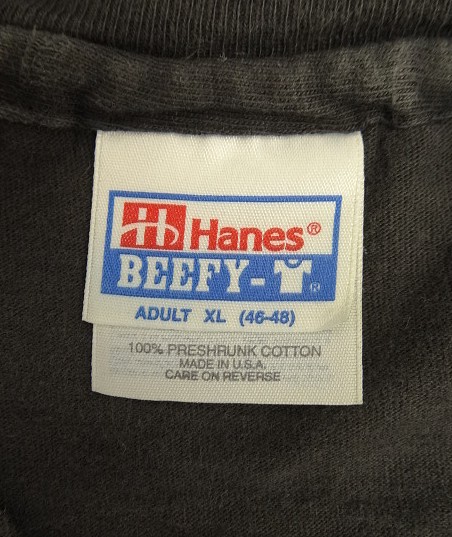 Hanes®
BEEFY-T®
ADULT XL (46-48)
100% PRESHRUNK COTTON
MADE IN U.S.A.
CARE ON REVERSE